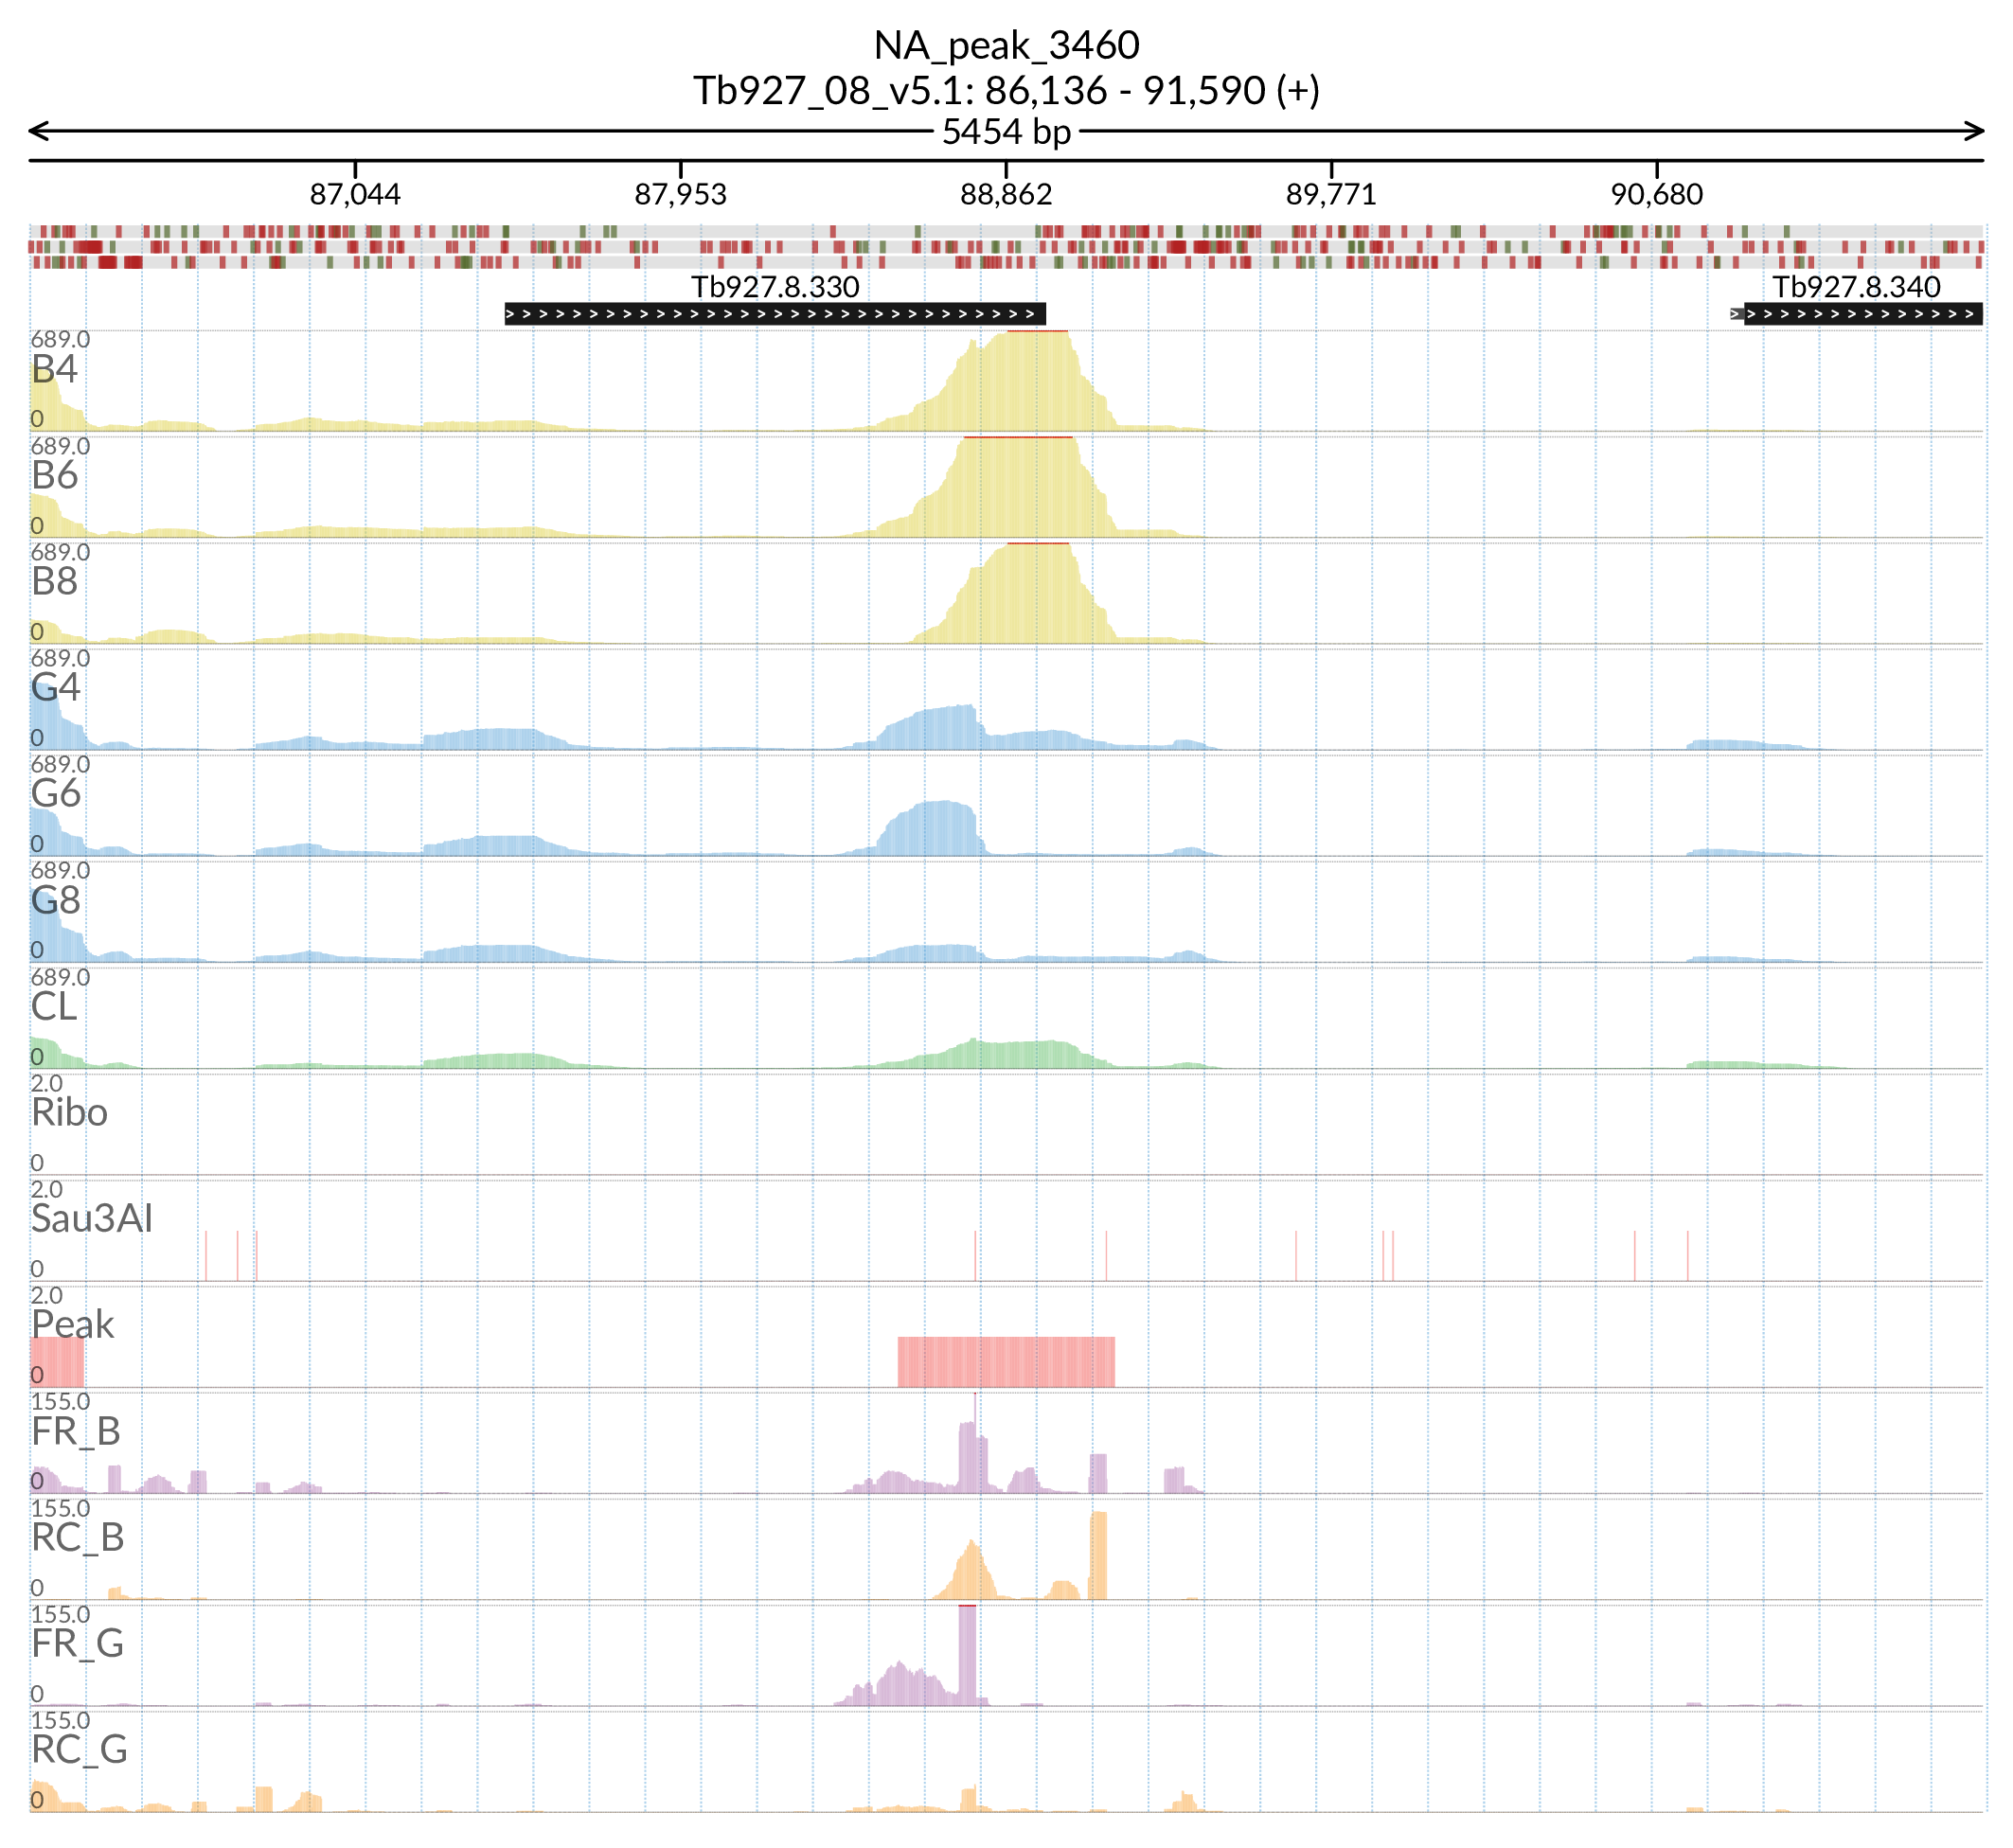 NA_peak_3460
Tb927_08_v5.1: 86,136 - 91,590 (+)
5454 bp
87,044 87,953 88,862 89,771 90,680
Tb927.8.330 Tb927.8.340
689.0
B4
0
689.0
B6
0
689.0
B8
0
689.0
G4
0
689.0
G6
0
689.0
G8
0
689.0
CL
0
2.0
Ribo
0
2.0
Sau3AI
0
2.0
Peak
0
155.0
FR_B
0
155.0
RC_B
0
155.0
FR_G
0
155.0
RC_G
0